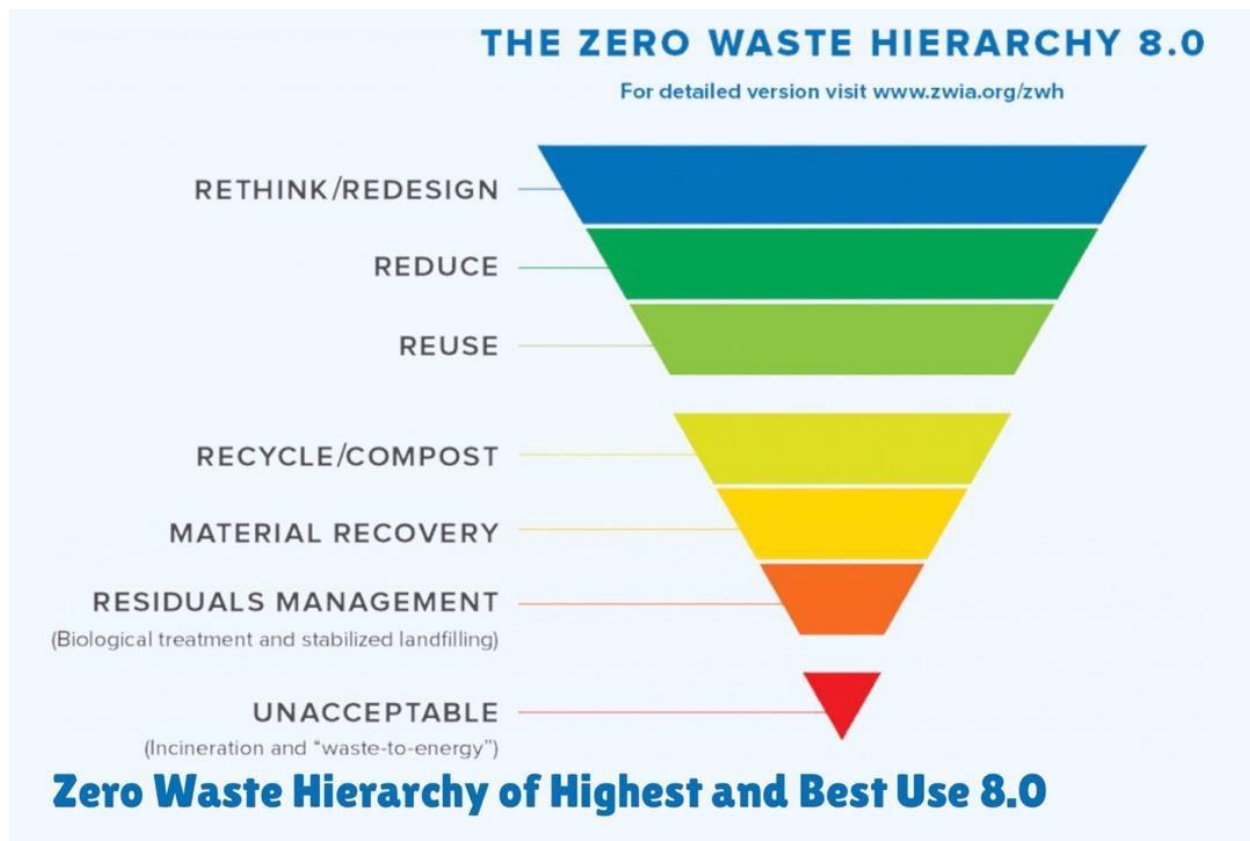 THE ZERO WASTE HIERARCHY 8.0
For detailed version visit www.zwia.org/zwh
RETHINK/REDESIGN
REDUCE
REUSE
RECYCLE/COMPOST
MATERIAL RECOVERY
RESIDUALS MANAGEMENT
(Biological treatment and stabilized landfilling)
UNACCEPTABLE
(Incineration and “waste-to-energy”)
Zero Waste Hierarchy of Highest and Best Use 8.0